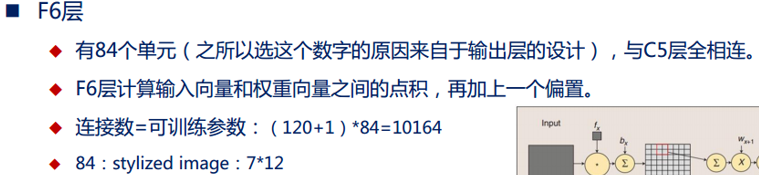 F6层
有84个单元（之所以选这个数字的原因来自于输出层的设计），与C5层全相连。
F6层计算输入向量和权重向量之间的点积，再加上一个偏置。
连接数=可训练参数：（120+1）*84=10164
84：stylized image：7*12
Input
fx
bx
Σ
wx+1
Σ
X